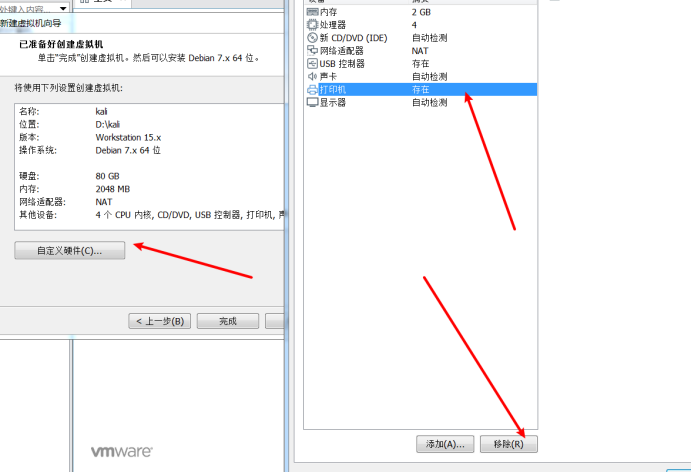 处键入内容...
新建虚拟机向导
已准备好创建虚拟机
单击"完成"创建虚拟机。然后可以安装 Debian 7.x 64 位。
将使用下列设置创建虚拟机:
名称: kali
位置: D:\kali
版本: Workstation 15.x
操作系统: Debian 7.x 64 位
硬盘: 80 GB
内存: 2048 MB
网络适配器: NAT
其他设备: 4 个 CPU 内核, CD/DVD, USB 控制器, 打印机, 声
自定义硬件(C)...
< 上一步(B)
完成
vmware
内存 2 GB
处理器 4
新 CD/DVD (IDE) 自动检测
网络适配器 NAT
USB 控制器 存在
声卡 自动检测
打印机 存在
显示器 自动检测
添加(A)...
移除(R)